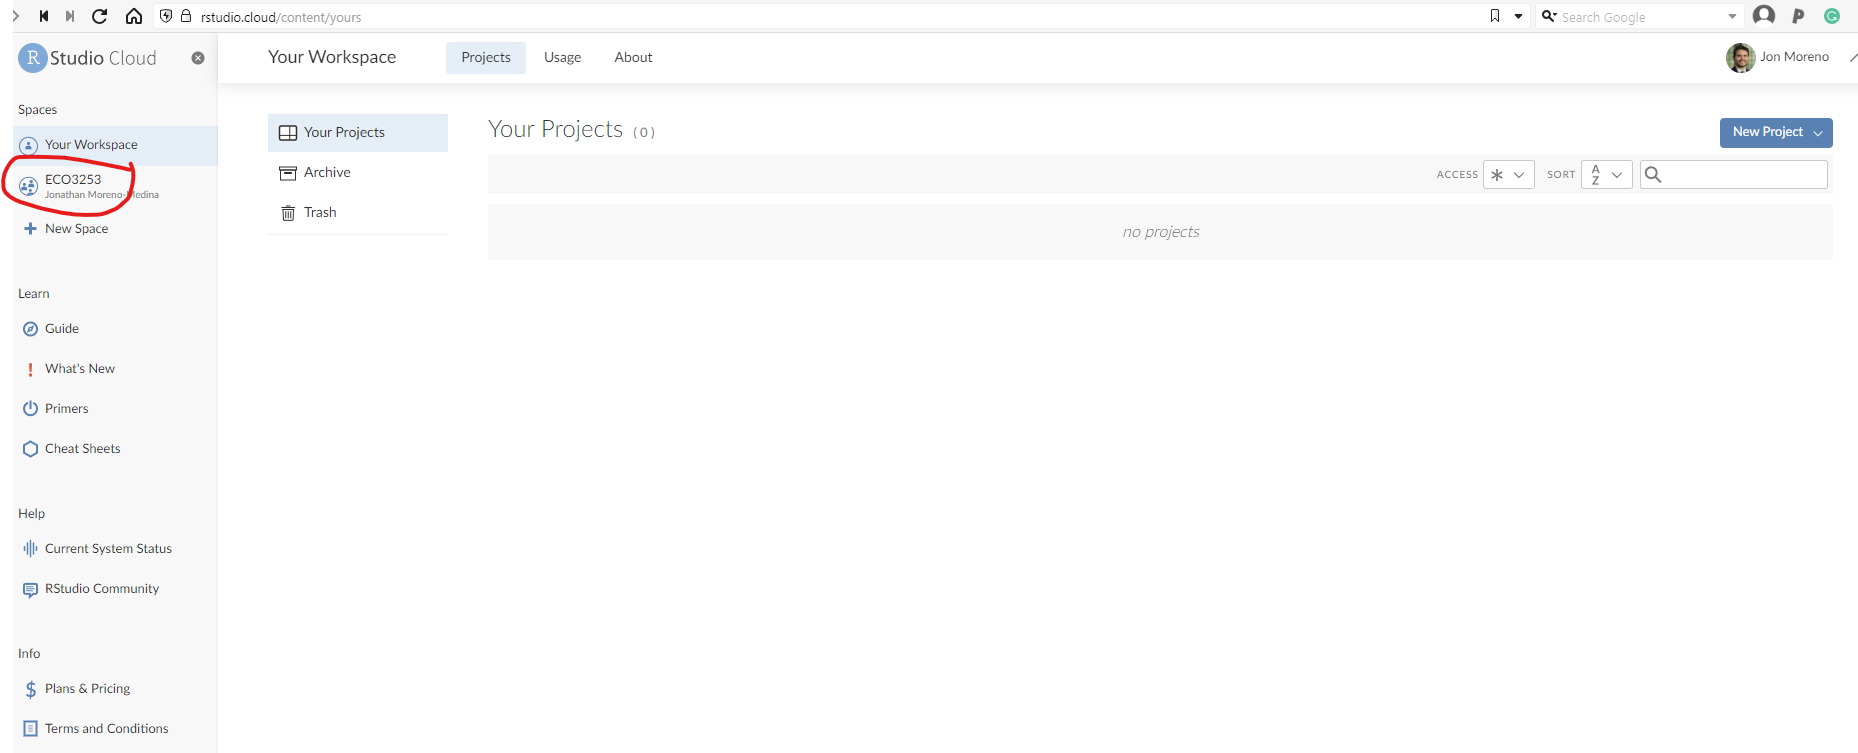 rstudio.cloud/content/yours
Search Google
R Studio Cloud
Your Workspace
Projects
Usage
About
Jon Moreno
Spaces
Your Workspace
ECO3253
Jonathan Moreno-Medina
New Space
Learn
Guide
What's New
Primers
Cheat Sheets
Help
Current System Status
RStudio Community
Info
Plans & Pricing
Terms and Conditions
Your Projects
Archive
Trash
Your Projects (0)
New Project
ACCESS
SORT
A
Z
no projects